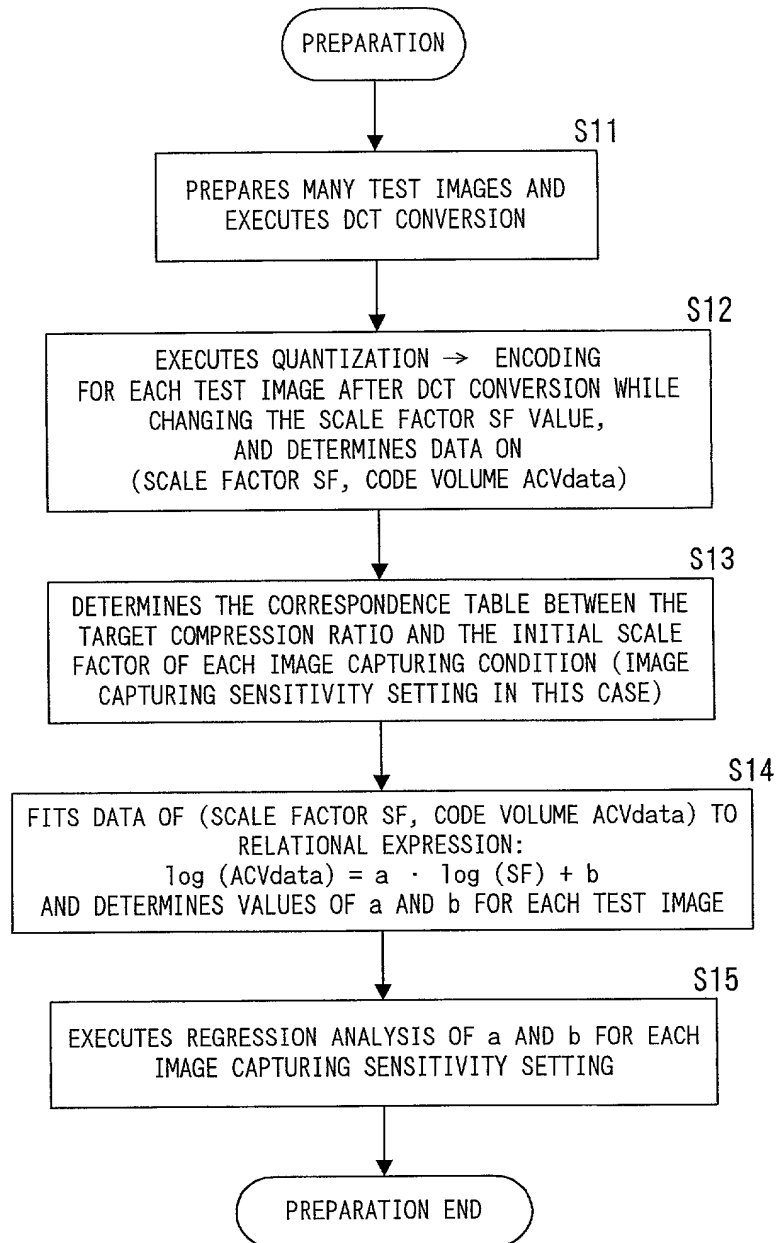 PREPARATION
S11
PREPARES MANY TEST IMAGES AND
EXECUTES DCT CONVERSION
S12
EXECUTES QUANTIZATION → ENCODING
FOR EACH TEST IMAGE AFTER DCT CONVERSION WHILE
CHANGING THE SCALE FACTOR SF VALUE,
AND DETERMINES DATA ON
(SCALE FACTOR SF, CODE VOLUME ACVdata)
S13
DETERMINES THE CORRESPONDENCE TABLE BETWEEN THE
TARGET COMPRESSION RATIO AND THE INITIAL SCALE
FACTOR OF EACH IMAGE CAPTURING CONDITION (IMAGE
CAPTURING SENSITIVITY SETTING IN THIS CASE)
S14
FITS DATA OF (SCALE FACTOR SF, CODE VOLUME ACVdata) TO
RELATIONAL EXPRESSION:
log (ACVdata) = a · log (SF) + b
AND DETERMINES VALUES OF a AND b FOR EACH TEST IMAGE
S15
EXECUTES REGRESSION ANALYSIS OF a AND b FOR EACH
IMAGE CAPTURING SENSITIVITY SETTING
PREPARATION END